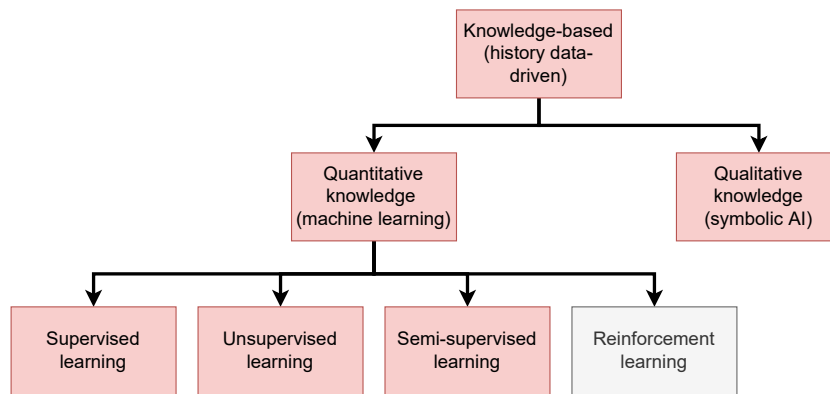 Knowledge-based
(history data-
driven)
Quantitative
knowledge
(machine learning)
Qualitative
knowledge
(symbolic AI)
Supervised
learning
Unsupervised
learning
Semi-supervised
learning
Reinforcement
learning